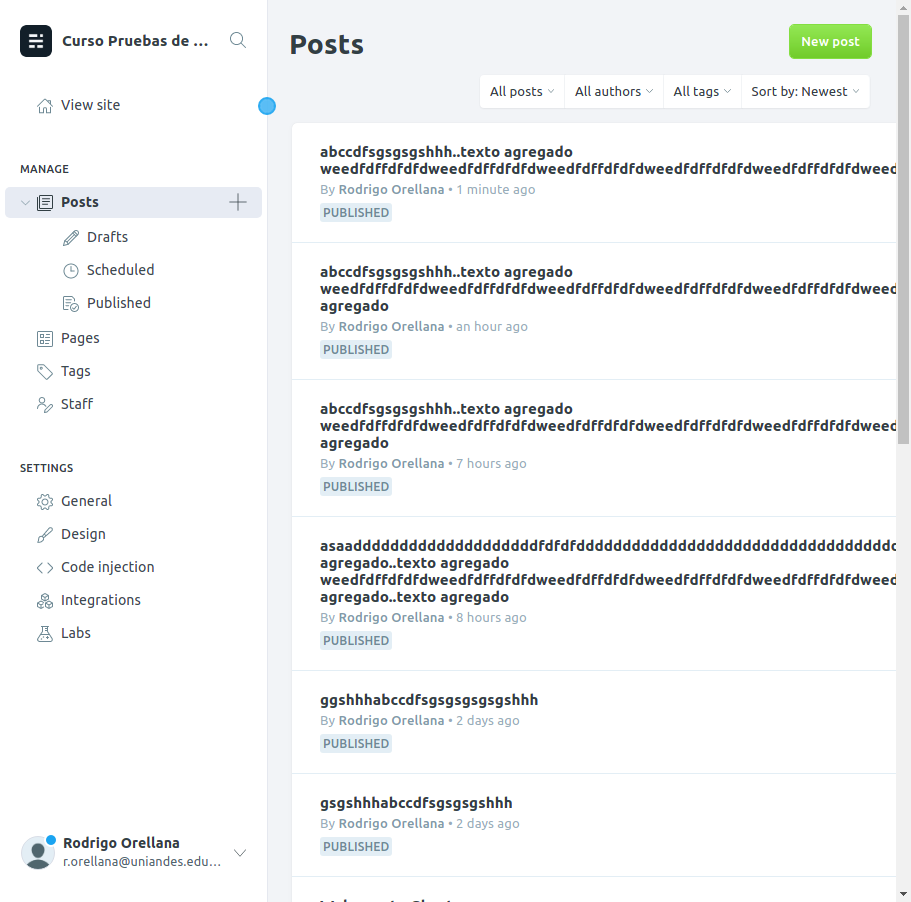 Curso Pruebas de ...
View site
MANAGE
Posts
Drafts
Scheduled
Published
Pages
Tags
Staff
SETTINGS
General
Design
Code injection
Integrations
Labs
Rodrigo Orellana
r.orellana@uniandes.edu...
Posts
New post
All posts
All authors
All tags
Sort by: Newest
abccdfsgsgsgshhh..texto agregado
weedfdffdfdfdweedfdffdfdfdweedfdffdfdfdweedfdffdfdfdweedfdffdfdfdweed
By Rodrigo Orellana • 1 minute ago
PUBLISHED
abccdfsgsgsgshhh..texto agregado
weedfdffdfdfdweedfdffdfdfdweedfdffdfdfdweedfdffdfdfdweedfdffdfdfdweed
agregado
By Rodrigo Orellana • an hour ago
PUBLISHED
abccdfsgsgsgshhh..texto agregado
weedfdffdfdfdweedfdffdfdfdweedfdffdfdfdweedfdffdfdfdweedfdffdfdfdweed
agregado
By Rodrigo Orellana • 7 hours ago
PUBLISHED
agregado..texto agregado
weedfdffdfdfdweedfdffdfdfdweedfdffdfdfdweedfdffdfdfdweedfdffdfdfdweed
agregado..texto agregado
By Rodrigo Orellana • 8 hours ago
PUBLISHED
ggshhhabccdfsgsgsgsgsgshhh
By Rodrigo Orellana • 2 days ago
PUBLISHED
gsgshhhabccdfsgsgsgshhh
By Rodrigo Orellana • 2 days ago
PUBLISHED